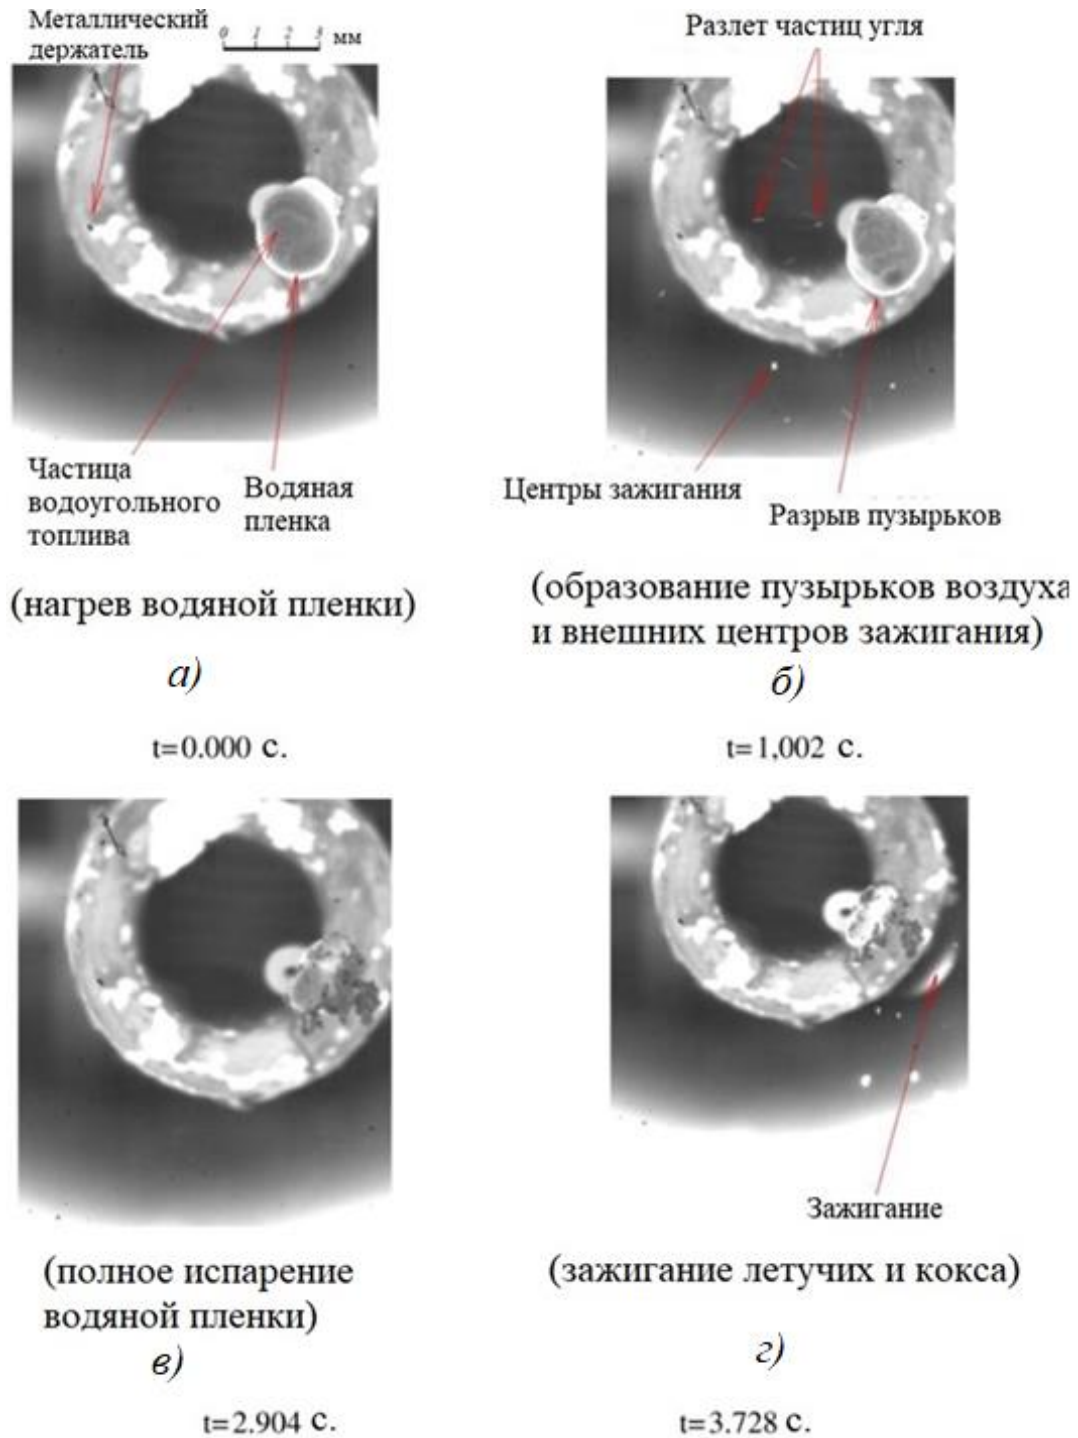 Металлический
держатель
0 1 2 3 мм
Разлет частиц угля
Частица
водоугольного
топлива
Водяная
пленка
Центры зажигания
Разрыв пузырьков
(нагрев водяной пленки)
а)
t=0.000 с.
(образование пузырьков воздуха
и внешних центров зажигания)
б)
t=1,002 с.
Зажигание
(полное испарение
водяной пленки)
в)
t=2.904 с.
(зажигание летучих и кокса)
г)
t=3.728 с.